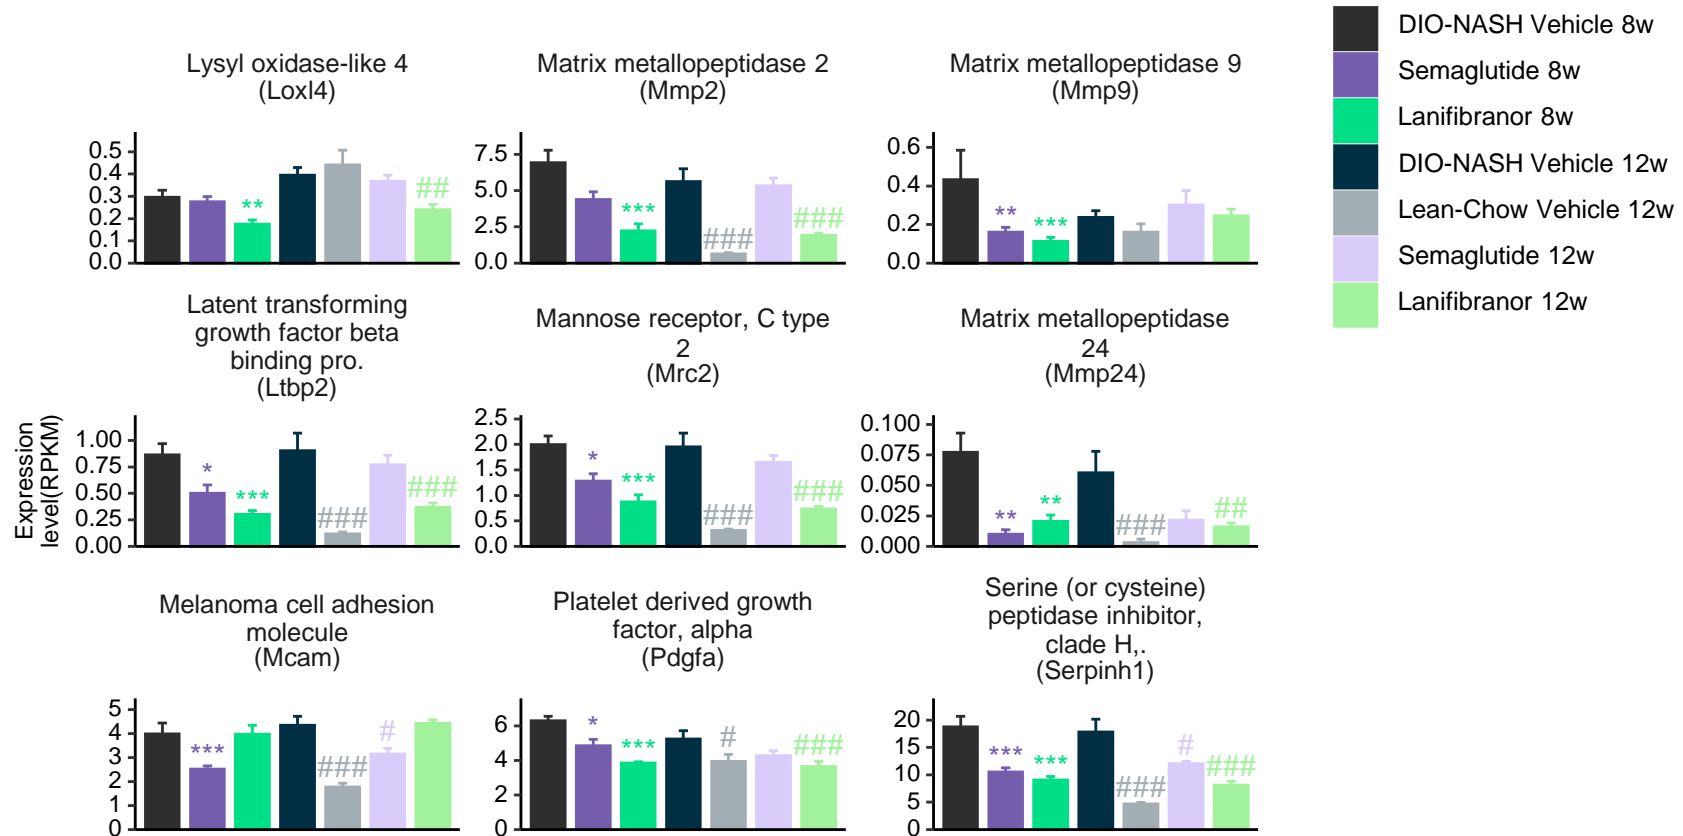 DIO-NASH Vehicle 8w
Semaglutide 8w
Lanifibranor 8w
DIO-NASH Vehicle 12w
Lean-Chow Vehicle 12w
Semaglutide 12w
Lanifibranor 12w
Lysyl oxidase-like 4
(Loxl4)
0.5
0.4
0.3
0.2
0.1
0.0
**
##
Matrix metallopeptidase 2
(Mmp2)
7.5
5.0
2.5
0.0
***
###
###
Matrix metallopeptidase 9
(Mmp9)
0.6
0.4
0.2
0.0
**
***
Expression
level(RPKM)
Latent transforming
growth factor beta
binding pro.
(Ltbp2)
1.00
0.75
0.50
0.25
0.00
*
***
###
###
Mannose receptor, C type
2
(Mrc2)
2.5
2.0
1.5
1.0
0.5
0.0
*
***
###
###
Matrix metallopeptidase
24
(Mmp24)
0.100
0.075
0.050
0.025
0.000
**
**
###
##
Melanoma cell adhesion
molecule
(Mcam)
5
4
3
2
1
0
***
###
#
Platelet derived growth
factor, alpha
(Pdgfa)
6
4
2
0
*
***
#
###
Serine (or cysteine)
peptidase inhibitor,
clade H,.
(Serpinh1)
20
15
10
5
0
***
***
###
#
###